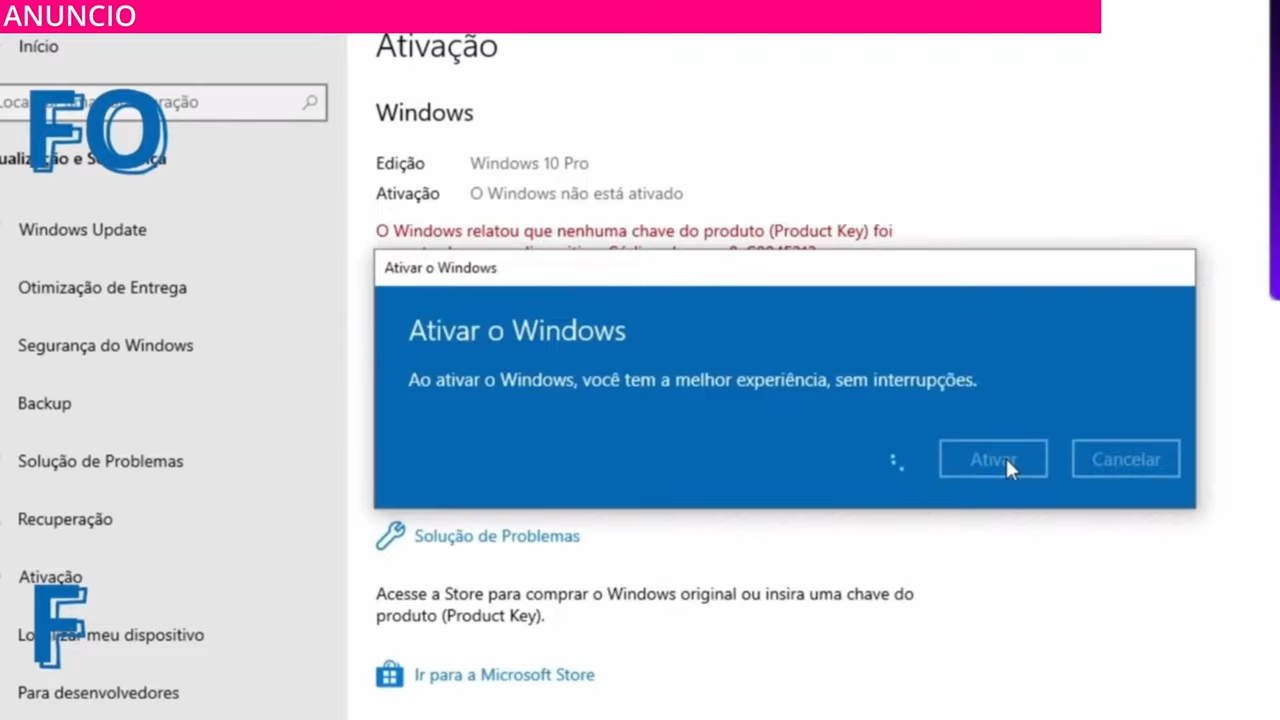 ANUNCIO
Início
FO
Windows Update
Otimização de Entrega
Segurança do Windows
Backup
Solução de Problemas
Recuperação
Ativação
F
meu dispositivo
Para desenvolvedores
Ativação
Windows
Edição Windows 10 Pro
Ativação O Windows não está ativado
O Windows relatou que nenhuma chave do produto (Product Key) foi
Ativar o Windows
Ativar o Windows
Ao ativar o Windows, você tem a melhor experiência, sem interrupções.
Ativar Cancelar
Solução de Problemas
Acesse a Store para comprar o Windows original ou insira uma chave do
produto (Product Key).
Ir para a Microsoft Store